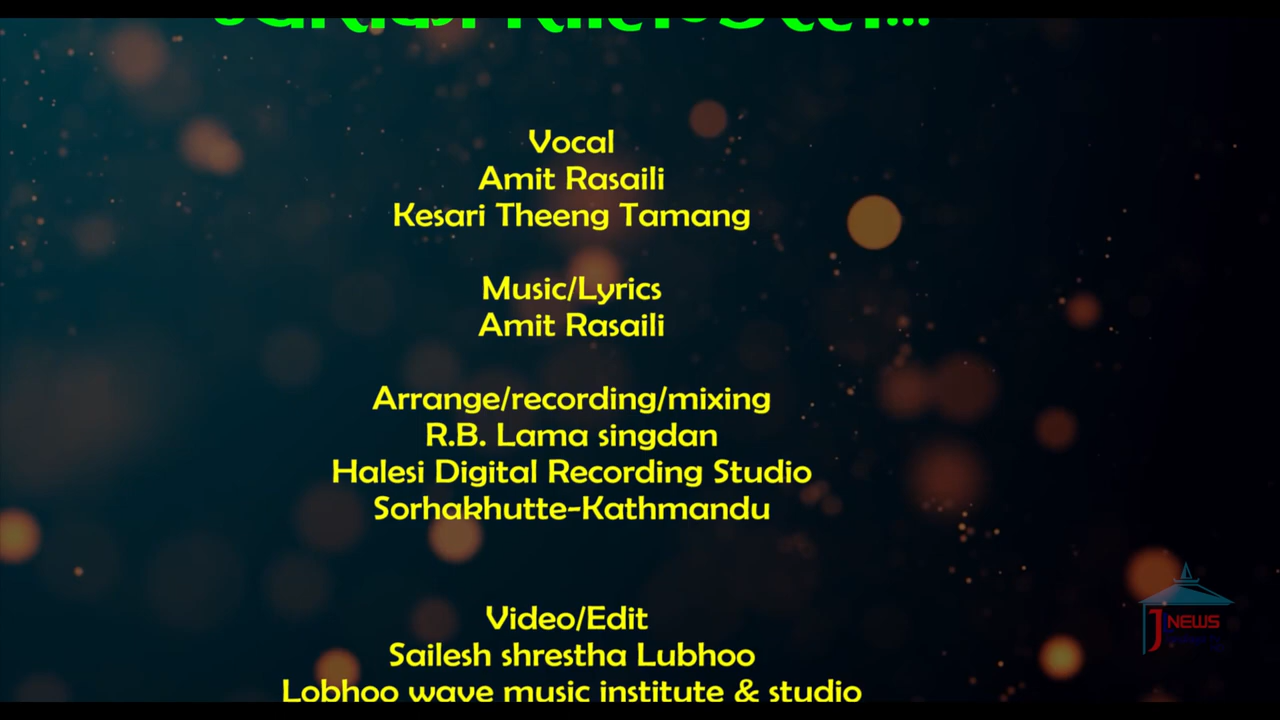 Vocal
Amit Rasaili
Kesari Theeng Tamang
Music/Lyrics
Amit Rasaili
Arrange/recording/mixing
R.B. Lama singdan
Halesi Digital Recording Studio
Sorhakhutte-Kathmandu
Video/Edit
Sailesh shrestha Lubhoo
Lobhoo wave music institute & studio
J NEWS